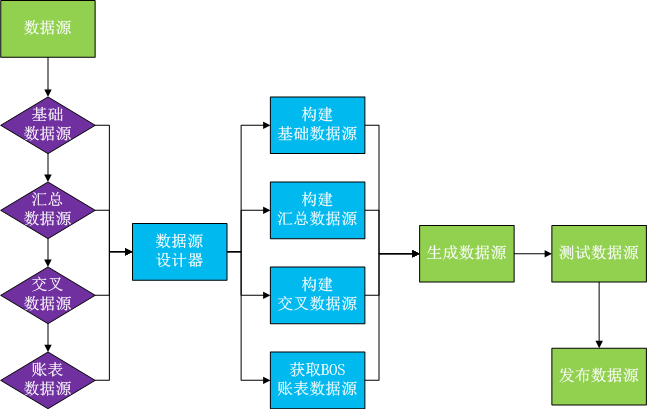 数据源
基础
数据源
汇总
数据源
交叉
数据源
账表
数据源
数据源
设计器
构建
基础数据源
构建
汇总数据源
构建
交叉数据源
获取BOS
账表数据源
生成数据源
测试数据源
发布数据源